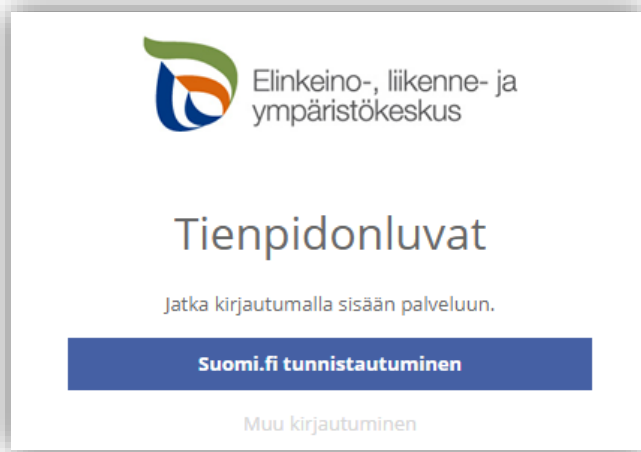 Elinkeino-, liikenne- ja
ympäristökeskus
Tienpidonluvat
Jatka kirjautumalla sisään palveluun.
Suomi.fi tunnistautuminen
Muu kirjautuminen